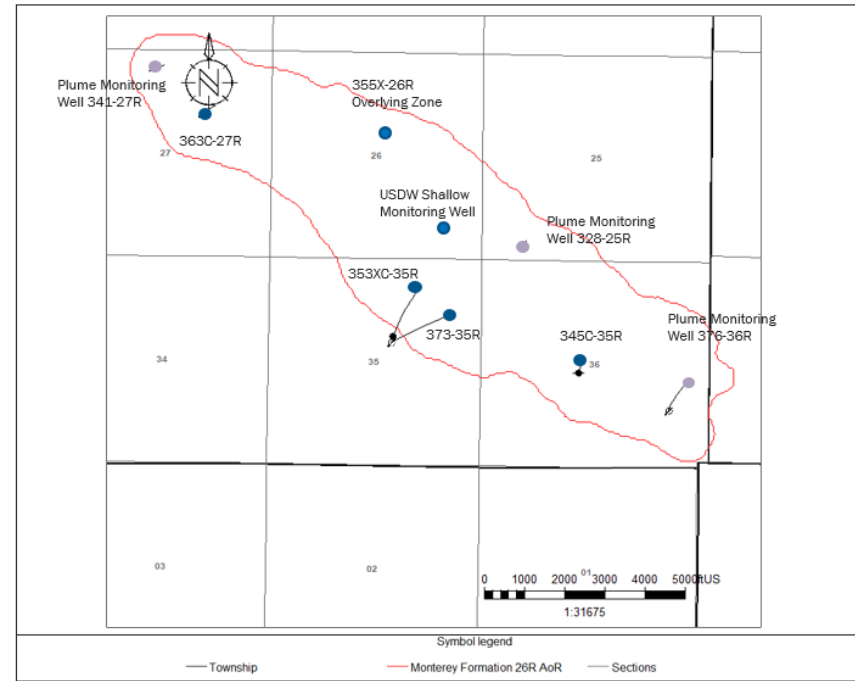 Plume Monitoring
Well 341-27R
N
355X-26R
Overlying Zone
363C-27R
27
26
25
USDW Shallow
Monitoring Well
Plume Monitoring
Well 328-25R
353XC-35R
373-35R
345C-35R
Plume Monitoring
Well 376-36R
34
35
36
03
02
01
0 1000 2000 3000 4000 5000ftUS
1:31675
Symbol legend
Township
Monterey Formation 26R AoR
Sections